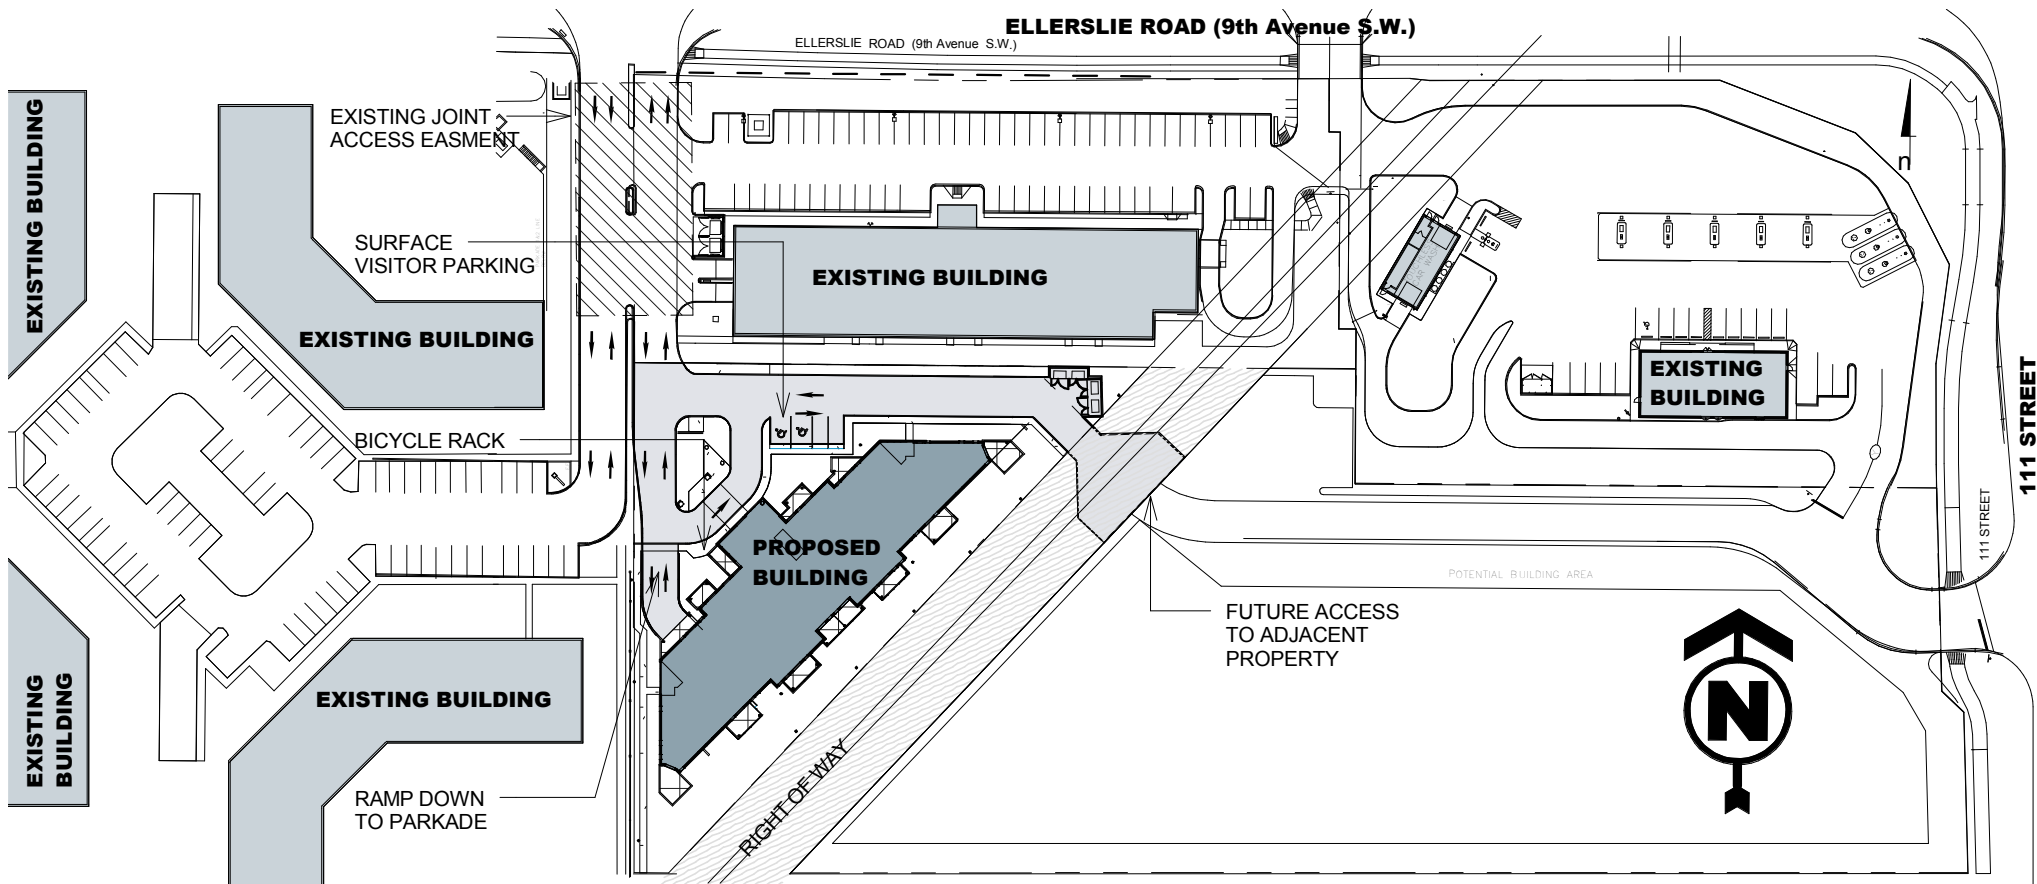 ELLERSLIE ROAD (9th Avenue S.W.)
ELLERSLIE ROAD (9th Avenue S.W.)
EXISTING JOINT
ACCESS EASMENT
n
EXISTING BUILDING
SURFACE
VISITOR PARKING
EXISTING BUILDING
EXISTING BUILDING
EXISTING
BUILDING
111 STREET
BICYCLE RACK
111 STREET
PROPOSED
BUILDING
POTENTIAL BUILDING AREA
FUTURE ACCESS
TO ADJACENT
PROPERTY
EXISTING BUILDING
EXISTING
BUILDING
N
RIGHT OF WAY
RAMP DOWN
TO PARKADE